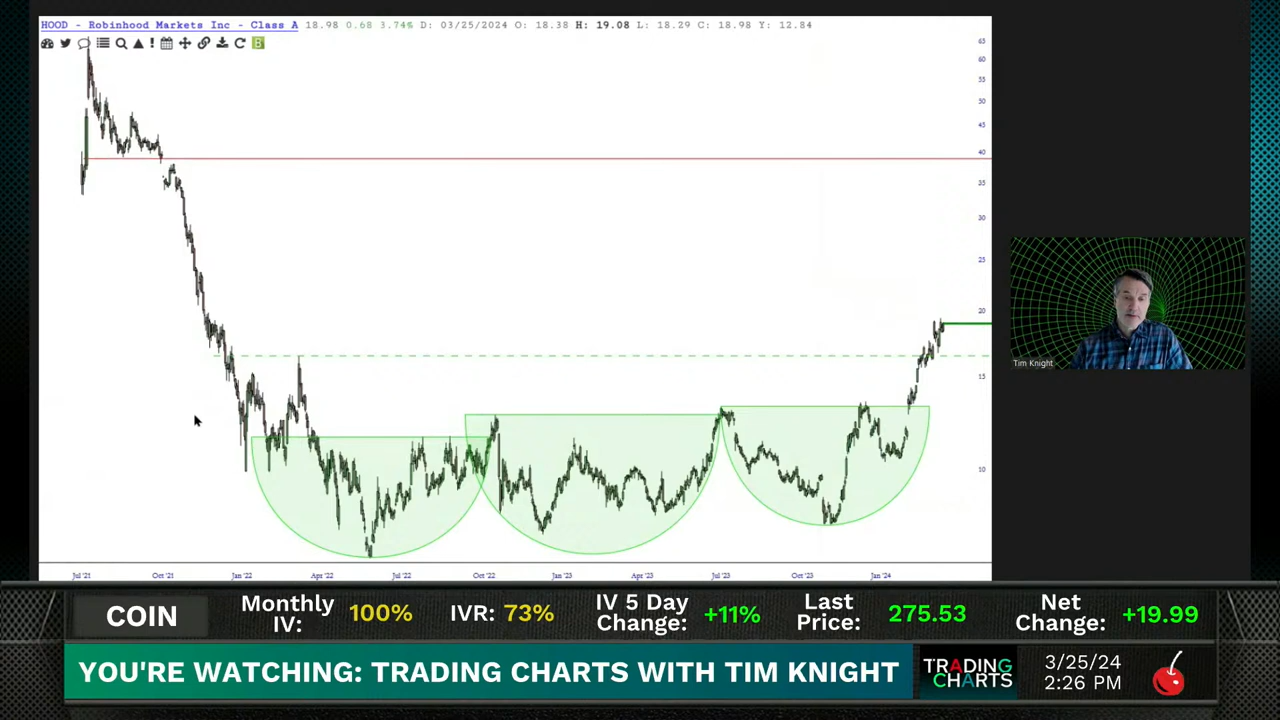 HOOD - Robinhood Markets Inc - Class A 18.98 0.68 3.74% D: 03/25/2024 O: 18.38 H: 19.08 L: 18.29 C: 18.98 Y: 12.84
B
65
60
55
50
45
40
35
30
25
20
15
10
Jul '21 Oct '21 Jan '22 Apr '22 Jul '22 Oct '22 Jan '23 Apr '23 Jul '23 Oct '23 Jan '24
Tim Knight
COIN Monthly IV: 100% IVR: 73% IV 5 Day Change: +11% Last Price: 275.53 Net Change: +19.99
YOU'RE WATCHING: TRADING CHARTS WITH TIM KNIGHT
TRADING
CHARTS
3/25/24
2:26 PM